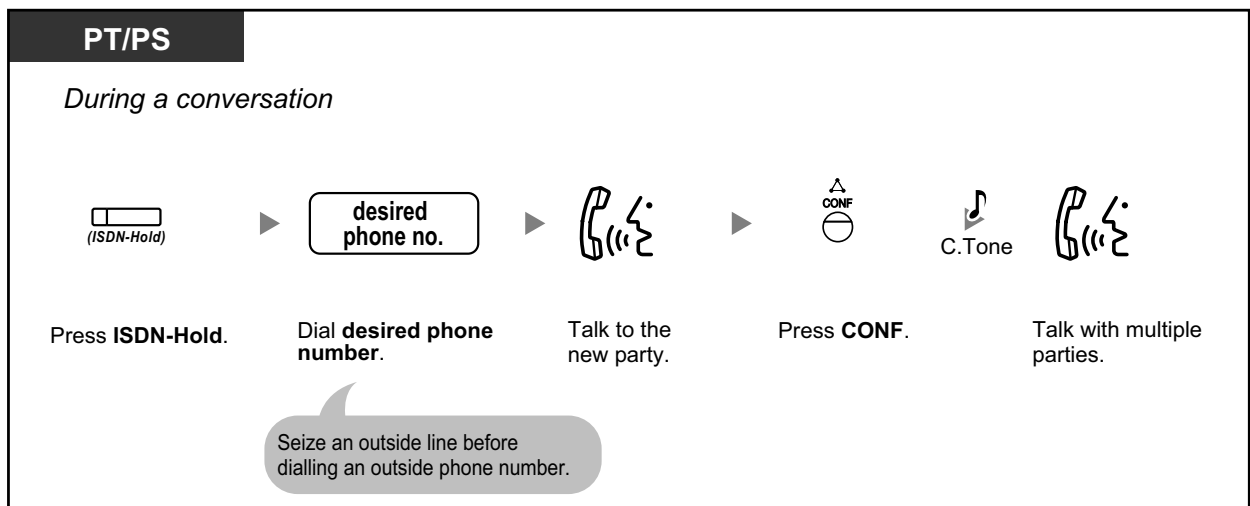 PT/PS
During a conversation
(ISDN-Hold)
desired
phone no.
CONF
C.Tone
Press ISDN-Hold.
Dial desired phone
number.
Talk to the
new party.
Press CONF.
Talk with multiple
parties.
Seize an outside line before
dialling an outside phone number.